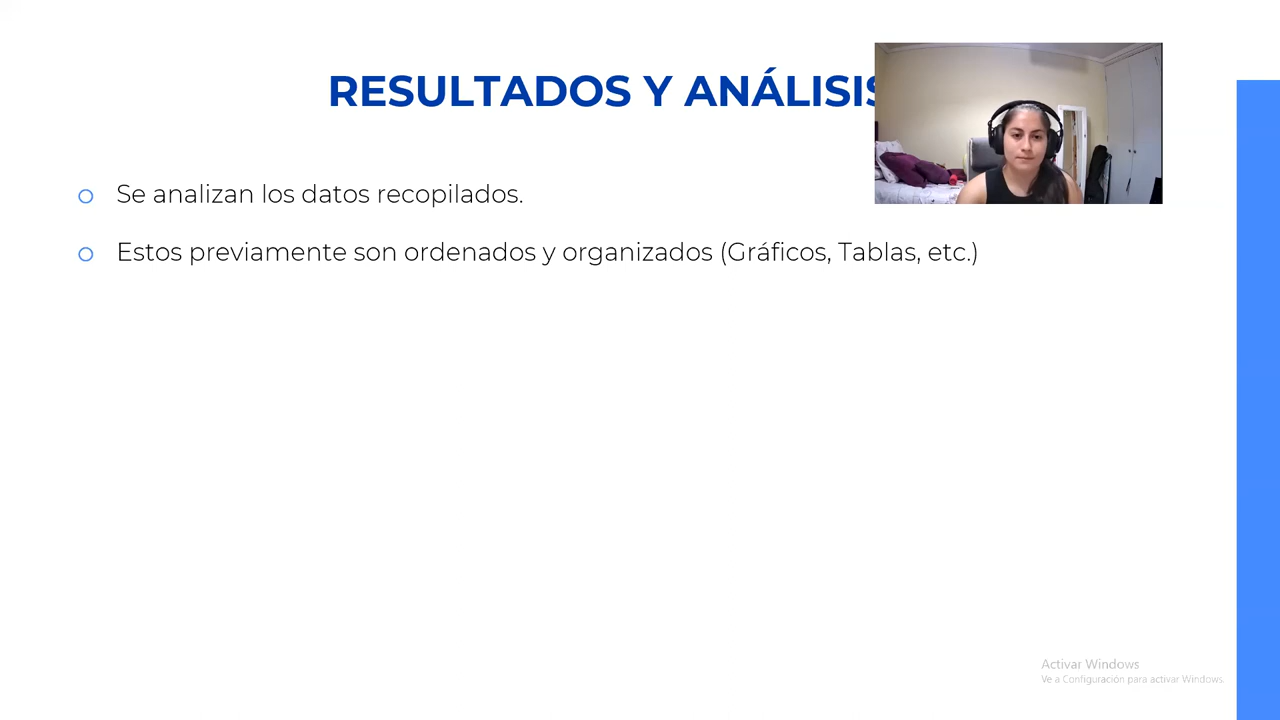 RESULTADOS Y ANÁLISIS
Se analizan los datos recopilados.
Estos previamente son ordenados y organizados (Gráficos, Tablas, etc.)
Activar Windows
Ve a Configuración para activar Windows.